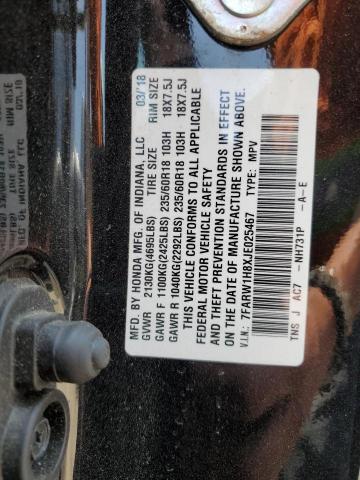 MFD. BY HONDA MFG. OF INDIANA, LLC 03/18
GVWR 2130KG(4695LBS) TIRE SIZE RIM SIZE
GAWR F 1100KG(2425LBS) 235/60R18 103H 18X7.5J
GAWR R 1040KG(2292LBS) 235/60R18 103H 18X7.5J
THIS VEHICLE CONFORMS TO ALL APPLICABLE
FEDERAL MOTOR VEHICLE SAFETY
AND THEFT PREVENTION STANDARDS IN EFFECT
ON THE DATE OF MANUFACTURE SHOWN ABOVE.
V.I.N.: 7FARW1H8XJE025467 TYPE: MPV
TNS J AC7 -NH731P -A-E